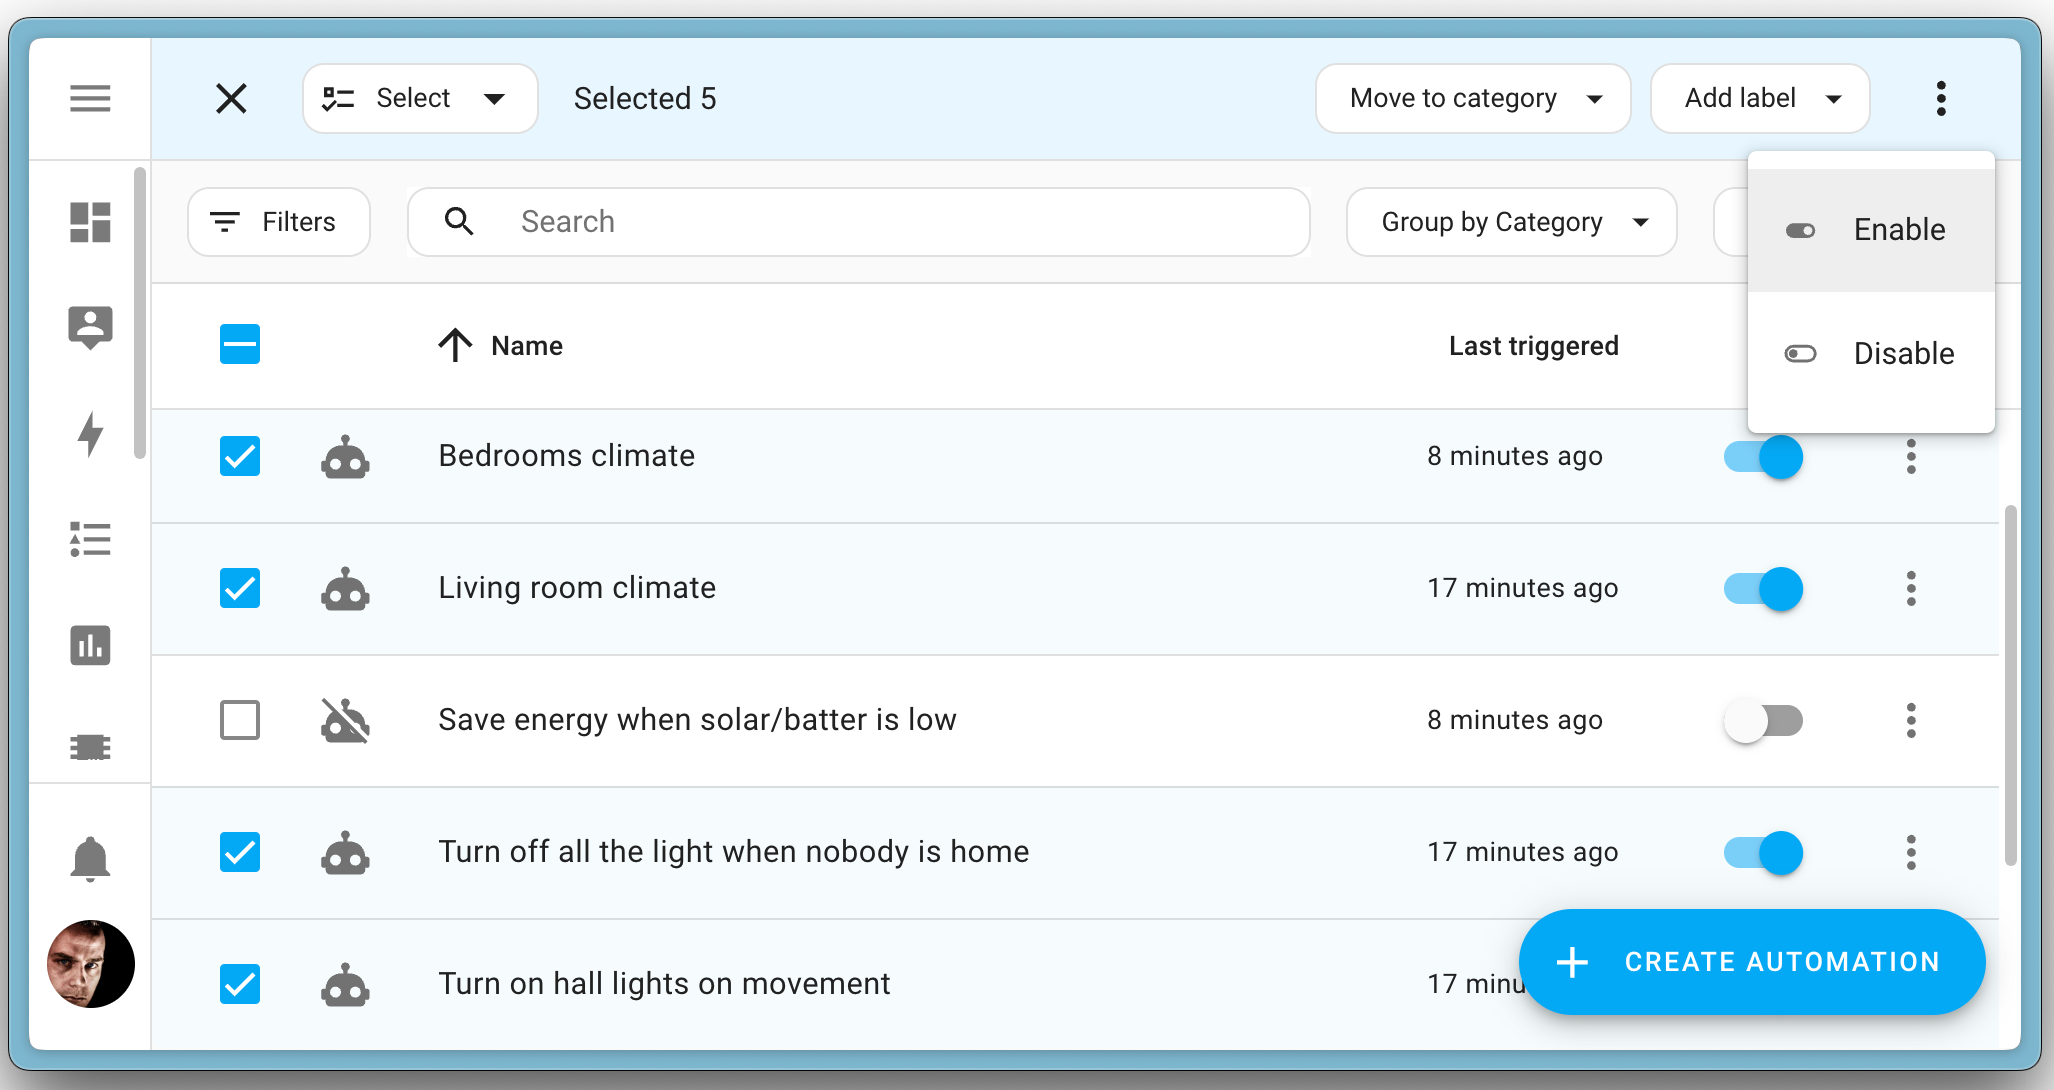 Select
Selected 5
Move to category
Add label
Filters
Search
Group by Category
Enable
Disable
Name
Last triggered
Bedrooms climate
8 minutes ago
Living room climate
17 minutes ago
Save energy when solar/batter is low
8 minutes ago
Turn off all the light when nobody is home
17 minutes ago
Turn on hall lights on movement
17 minu
CREATE AUTOMATION